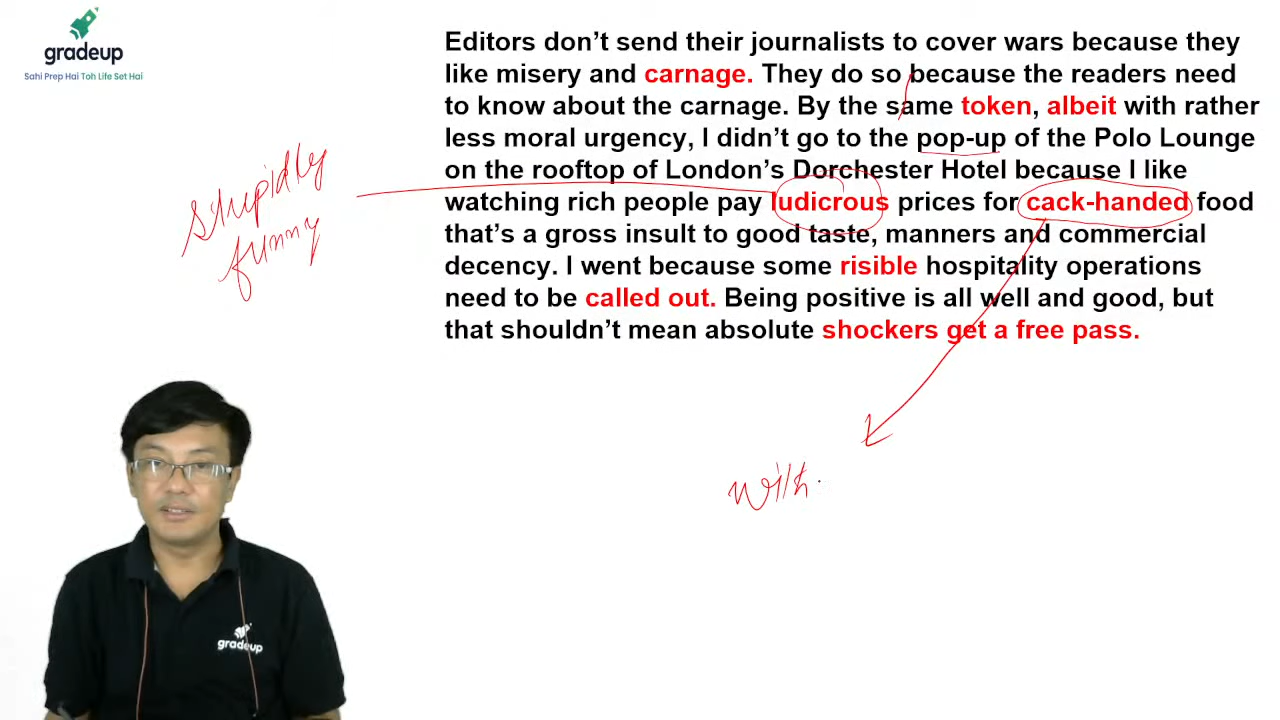 gradeup
Sahi Prep Hai Toh Life Set Hai
Editors don't send their journalists to cover wars because they
like misery and carnage. They do so because the readers need
to know about the carnage. By the same token, albeit with rather
less moral urgency, I didn't go to the pop-up of the Polo Lounge
on the rooftop of London's Dorchester Hotel because I like
watching rich people pay ludicrous prices for cack-handed food
that's a gross insult to good taste, manners and commercial
decency. I went because some risible hospitality operations
need to be called out. Being positive is all well and good, but
that shouldn't mean absolute shockers get a free pass.
stupidly
funny
with
gradeup